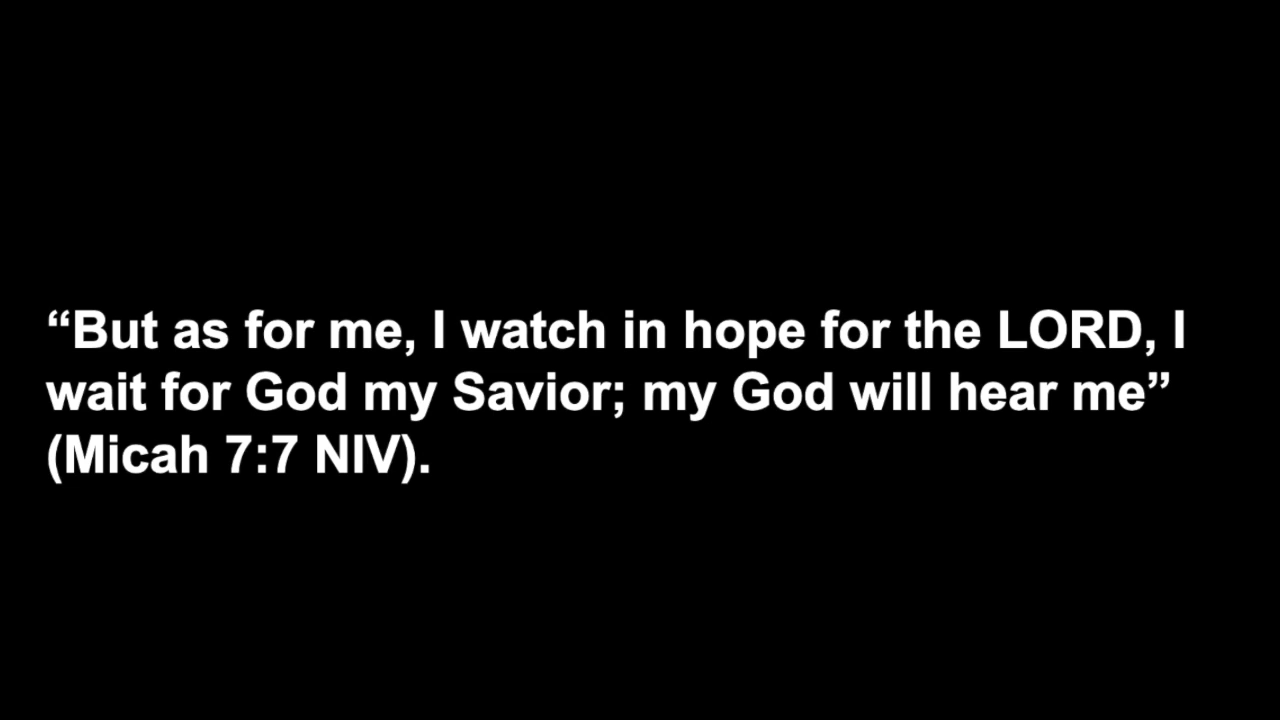 “But as for me, I watch in hope for the LORD, I
wait for God my Savior; my God will hear me”
(Micah 7:7 NIV).